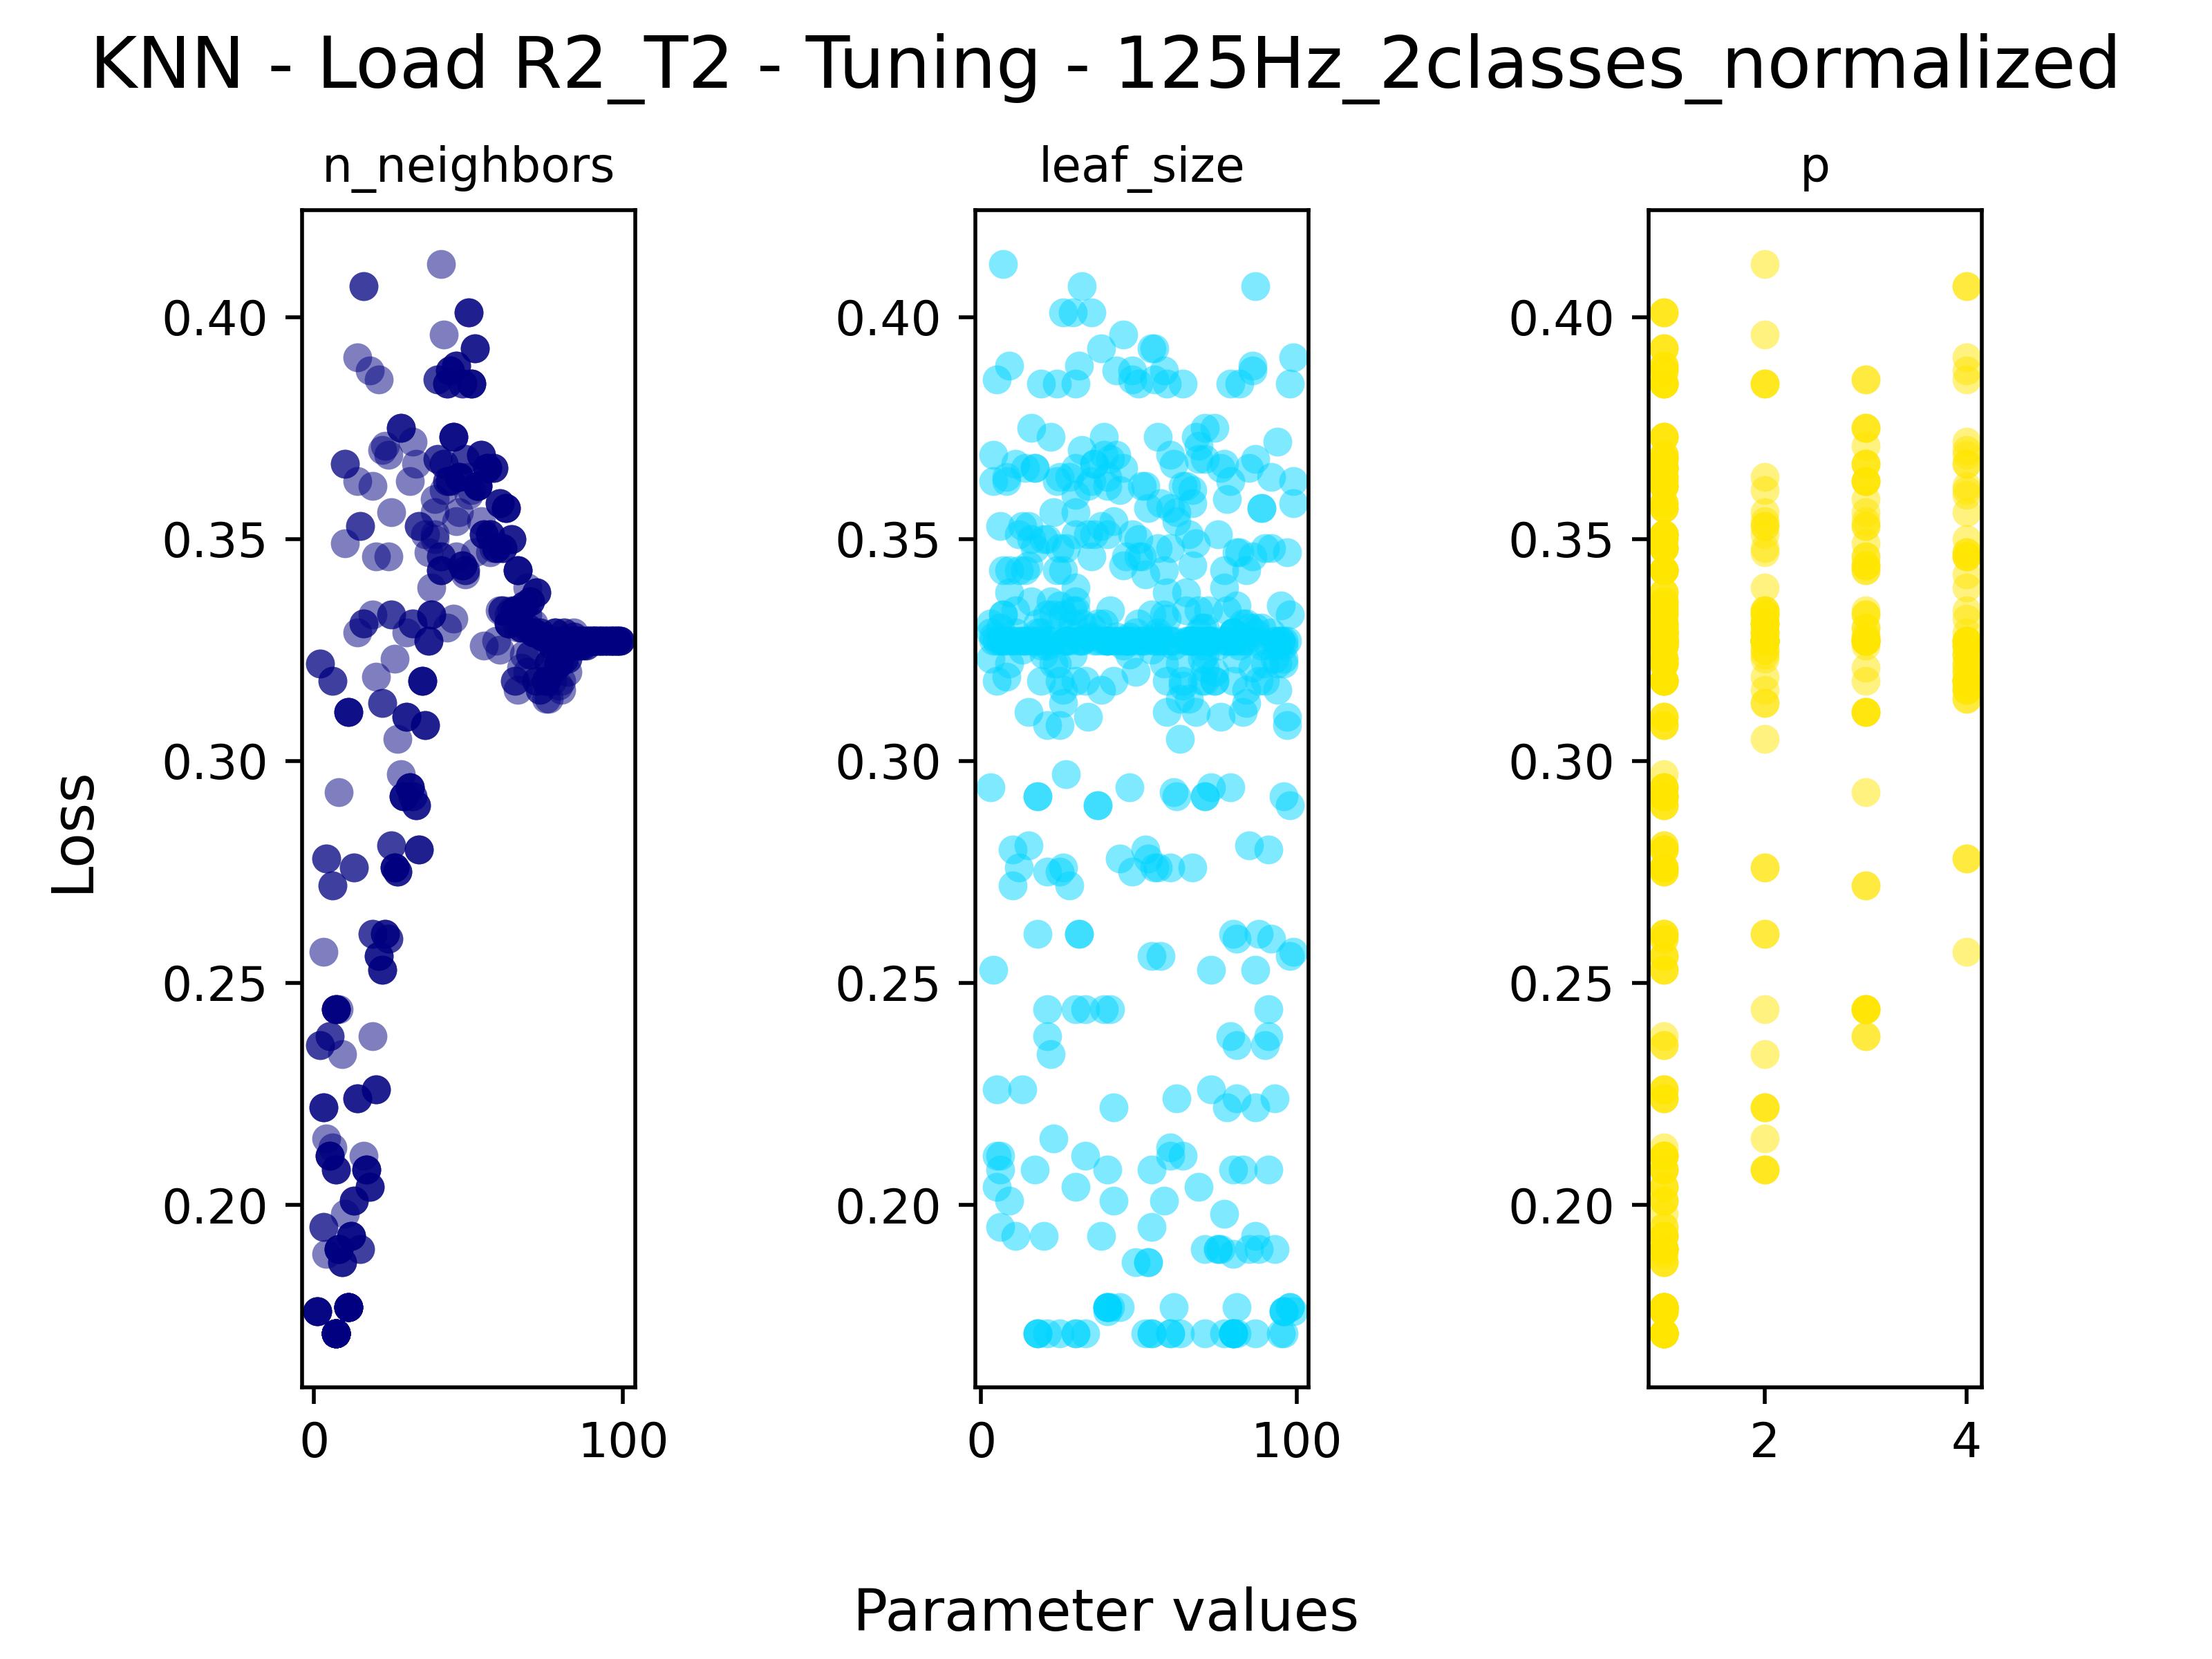 KNN - Load R2_T2 - Tuning - 125Hz_2classes_normalized
n_neighbors leaf_size p
0.40 0.40 0.40
0.35 0.35 0.35
0.30 0.30 0.30
0.25 0.25 0.25
0.20 0.20 0.20
Loss
0 100 0 100 2 4
Parameter values